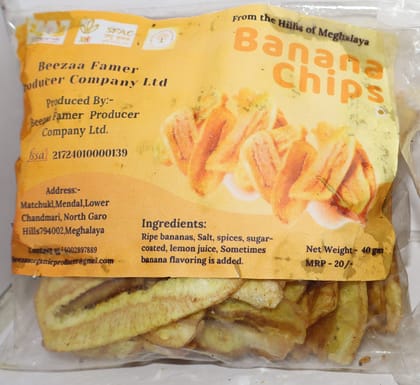 From the Hills of Meghalaya
Banana
Chips
SFAC
Beezaa Famer
Producer Company Ltd
Produced By:-
Beezaa Famer Producer
Company Ltd.
fssai 21724010000139
Address:-
Matchuki,Mendal,Lower
Chandmari, North Garo
Hills794002,Meghalaya
Ingredients:
Ripe bananas, Salt, spices, sugar-
coated, lemon juice, Sometimes
banana flavoring is added.
Net Weight - 40 gm
MRP - 20/-